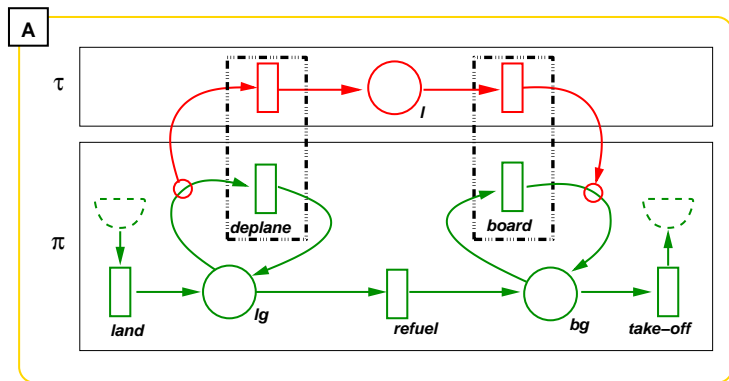 A
τ
l
π
deplane
board
land
lg
refuel
bg
take–off